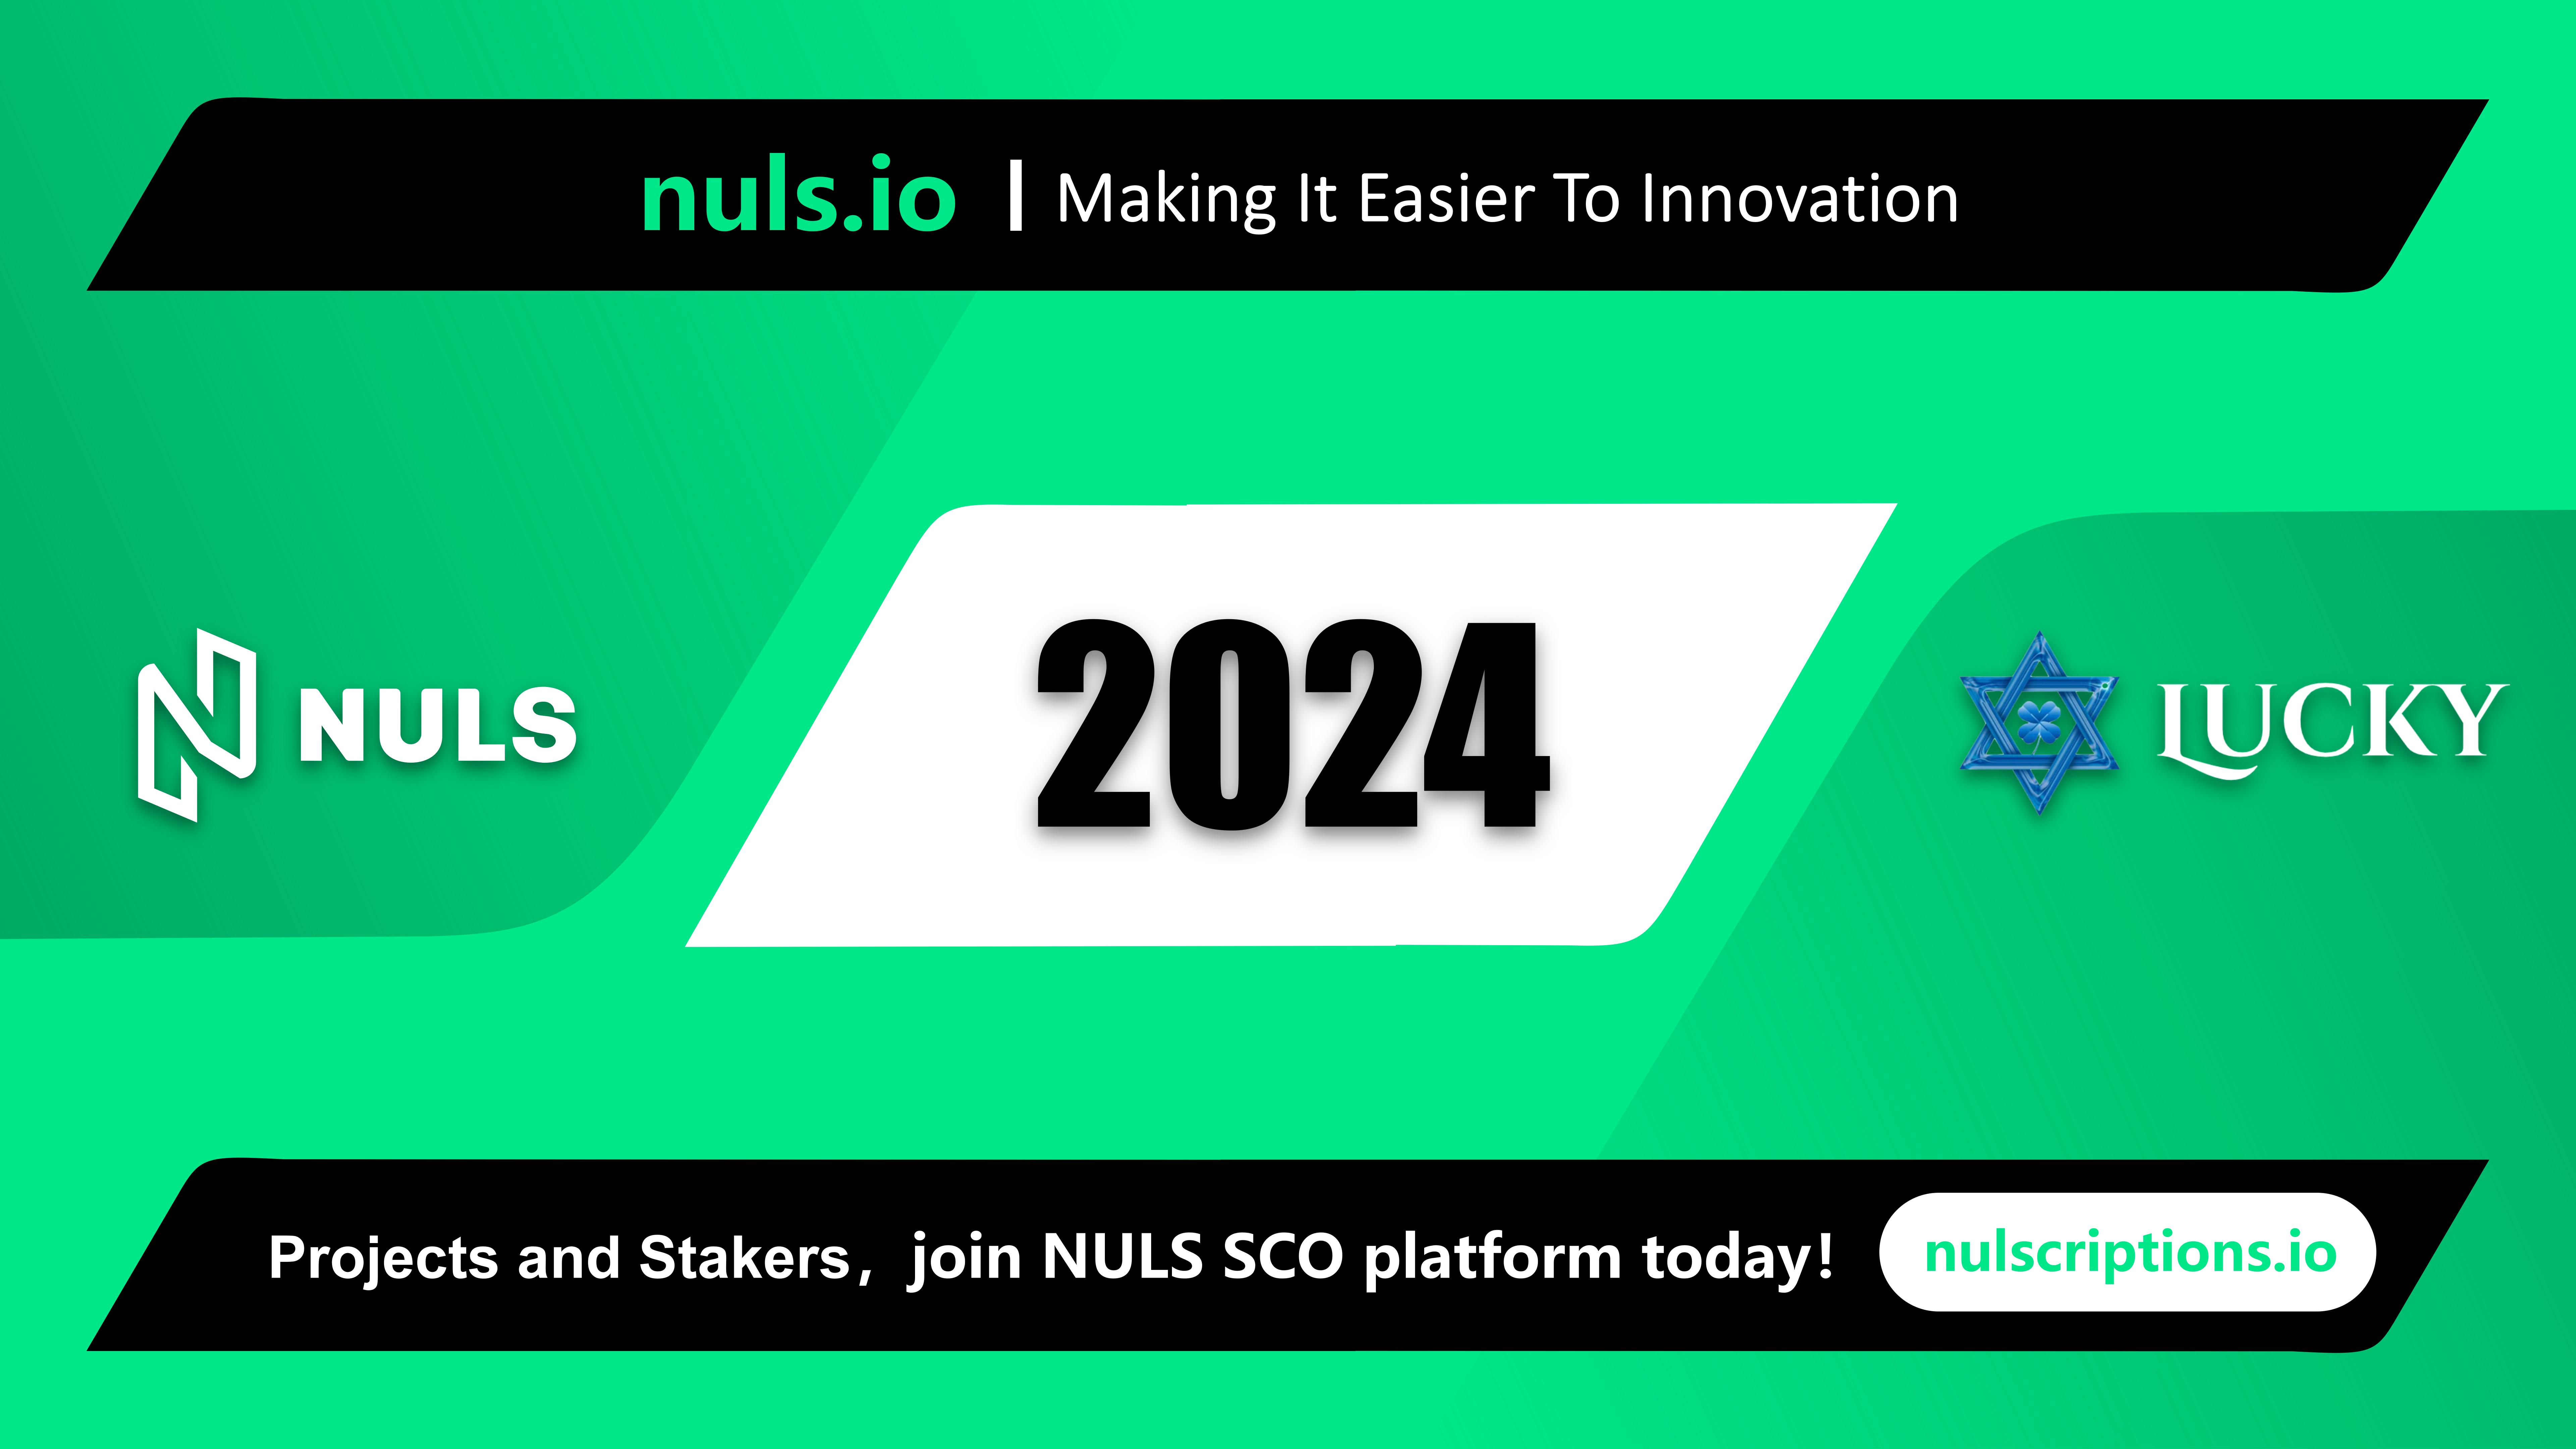 nuls.io | Making It Easier To Innovation
NULS
2024
LUCKY
Projects and Stakers，join NULS SCO platform today!
nulscriptions.io